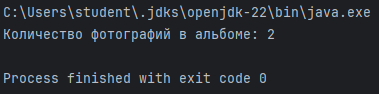 C:\Users\student\.jdks\openjdk-22\bin\java.exe
Количество фотографий в альбоме: 2
Process finished with exit code 0